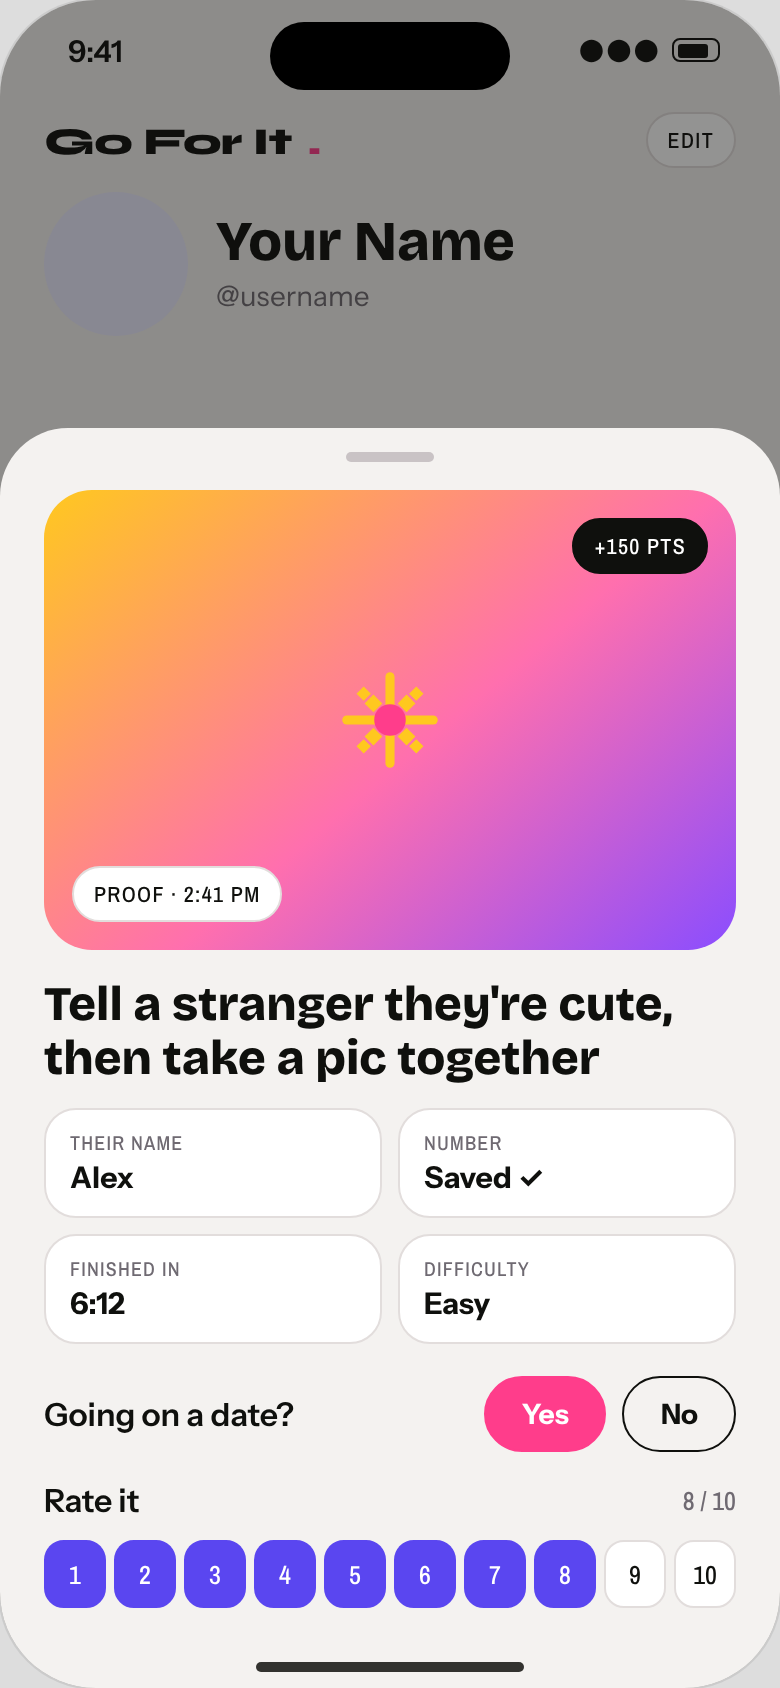 9:41
Go For It .
EDIT
Your Name
@username
+150 PTS
PROOF · 2:41 PM
Tell a stranger they're cute,
then take a pic together
THEIR NAME
Alex
NUMBER
Saved ✓
FINISHED IN
6:12
DIFFICULTY
Easy
Going on a date?
Yes
No
Rate it
8 / 10
1 2 3 4 5 6 7 8 9 10